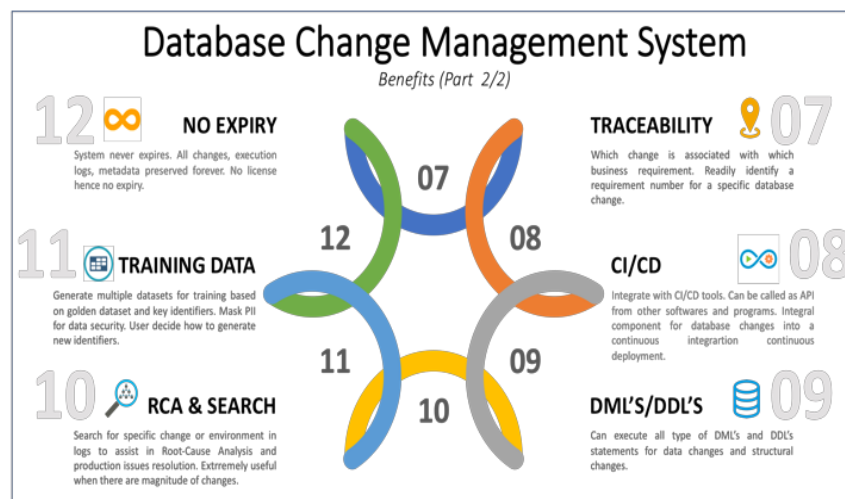 Database Change Management System
Benefits (Part 2/2)
12
NO EXPIRY
System never expires. All changes, execution
logs, metadata preserved forever. No license
hence no expiry.
11
TRAINING DATA
Generate multiple datasets for training based
on golden dataset and key identifiers. Mask PII
for data security. User decide how to generate
new identifiers.
10
RCA & SEARCH
Search for specific change or environment in
logs to assist in Root-Cause Analysis and
production issues resolution. Extrremely useful
when there are magnitude of changes.
07
12
08
11
09
10
TRACEABILITY
07
Which change is associated with which
business requirement. Readily identify a
requirement number for a specific database
change.
CI/CD
08
Integrate with CI/CD tools. Can be called as API
from other softwares and programs. Integral
component for database changes into a
continuous integrartion continuous
deployment.
DML'S/DDL'S
09
Can execute all type of DML's and DDL's
statements for data changes and structural
changes.